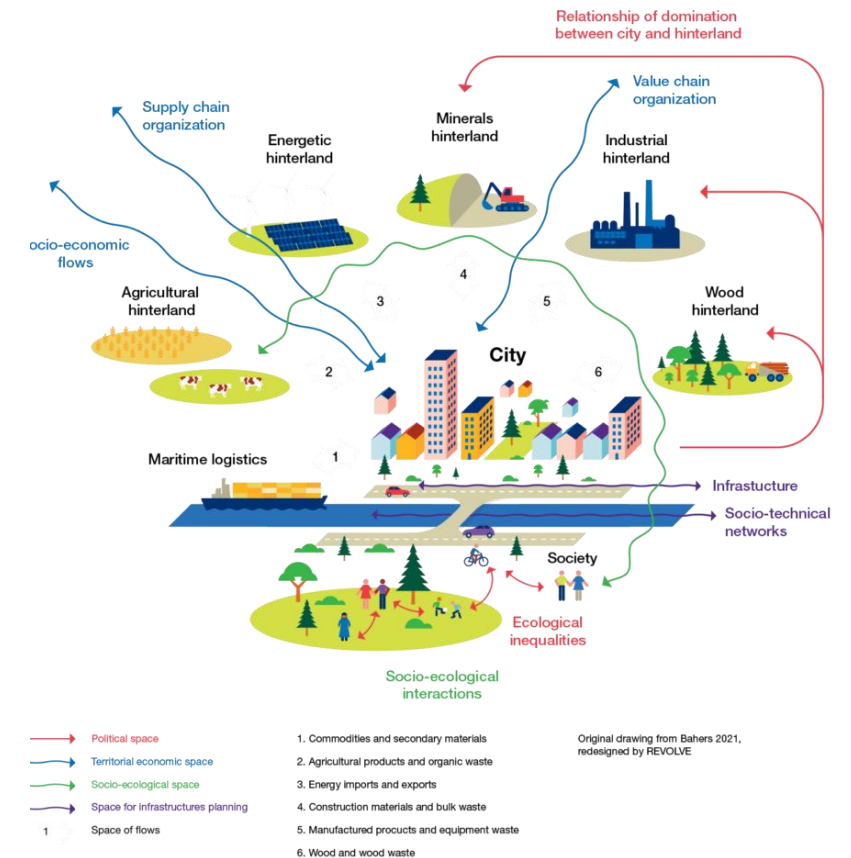 Relationship of domination
between city and hinterland
Supply chain
organization
Value chain
organization
Minerals
hinterland
Energetic
hinterland
Industrial
hinterland
ocio-economic
flows
Agricultural
hinterland
Wood
hinterland
4
3
5
City
2
6
1
Maritime logistics
Infrastucture
Socio-technical
networks
Society
Ecological
inequalities
Socio-ecological
interactions
Political space
Territorial economic space
Socio-ecological space
Space for infrastructures planning
1 Space of flows
1. Commodities and secondary materials
2. Agricultural products and organic waste
3. Energy imports and exports
4. Construction materials and bulk waste
5. Manufactured procucts and equipment waste
6. Wood and wood waste
Original drawing from Bahers 2021,
redesigned by REVOLVE